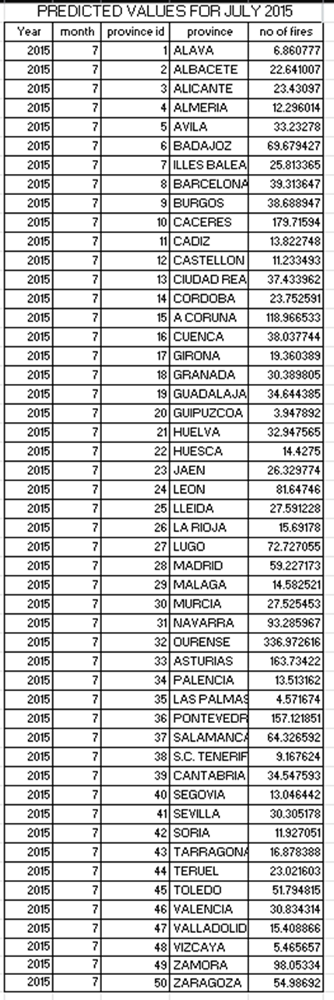 PREDICTED VALUES FOR JULY 2015
Year month province id province no of fires
2015 7 1 ALAVA 6.860777
2015 7 2 ALBACETE 22.641007
2015 7 3 ALICANTE 23.43097
2015 7 4 ALMERIA 12.296014
2015 7 5 AVILA 33.23278
2015 7 6 BADAJOZ 69.679427
2015 7 7 ILLES BALEA 25.813365
2015 7 8 BARCELONA 39.313647
2015 7 9 BURGOS 38.688947
2015 7 10 CACERES 179.71594
2015 7 11 CADIZ 13.822748
2015 7 12 CASTELLON 11.233493
2015 7 13 CIUDAD REA 37.433962
2015 7 14 CORDOBA 23.752591
2015 7 15 A CORUNA 118.966533
2015 7 16 CUENCA 38.037744
2015 7 17 GIRONA 19.360389
2015 7 18 GRANADA 30.389805
2015 7 19 GUADALAJA 34.644385
2015 7 20 GUIPUZCOA 3.947892
2015 7 21 HUELVA 32.947565
2015 7 22 HUESCA 14.4275
2015 7 23 JAEN 26.329774
2015 7 24 LEON 81.64746
2015 7 25 LLEIDA 27.591228
2015 7 26 LA RIOJA 15.69178
2015 7 27 LUGO 72.727055
2015 7 28 MADRID 59.227173
2015 7 29 MALAGA 14.582521
2015 7 30 MURCIA 27.525453
2015 7 31 NAVARRA 93.285967
2015 7 32 OURENSE 336.972616
2015 7 33 ASTURIAS 163.73422
2015 7 34 PALENCIA 13.513162
2015 7 35 LAS PALMAS 4.571674
2015 7 36 PONTEVEDR 157.121851
2015 7 37 SALAMANCA 64.326592
2015 7 38 S.C. TENERIF 9.167624
2015 7 39 CANTABRIA 34.547593
2015 7 40 SEGOVIA 13.046442
2015 7 41 SEVILLA 30.305178
2015 7 42 SORIA 11.927051
2015 7 43 TARRAGONA 16.878388
2015 7 44 TERUEL 23.021603
2015 7 45 TOLEDO 51.794815
2015 7 46 VALENCIA 30.834314
2015 7 47 VALLADOLID 15.408866
2015 7 48 VIZCAYA 5.465657
2015 7 49 ZAMORA 98.05334
2015 7 50 ZARAGOZA 54.98692